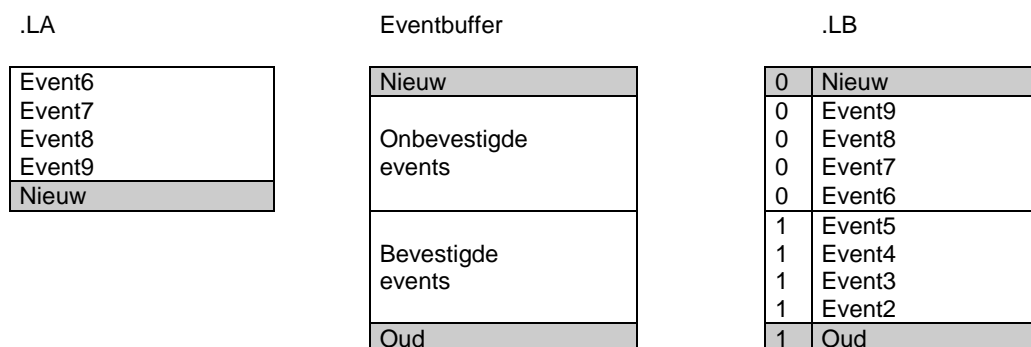 .LA
Event6
Event7
Event8
Event9
Nieuw
Eventbuffer
Nieuw
Onbevestigde
events
Bevestigde
events
Oud
.LB
0 Nieuw
0 Event9
0 Event8
0 Event7
0 Event6
1 Event5
1 Event4
1 Event3
1 Event2
1 Oud